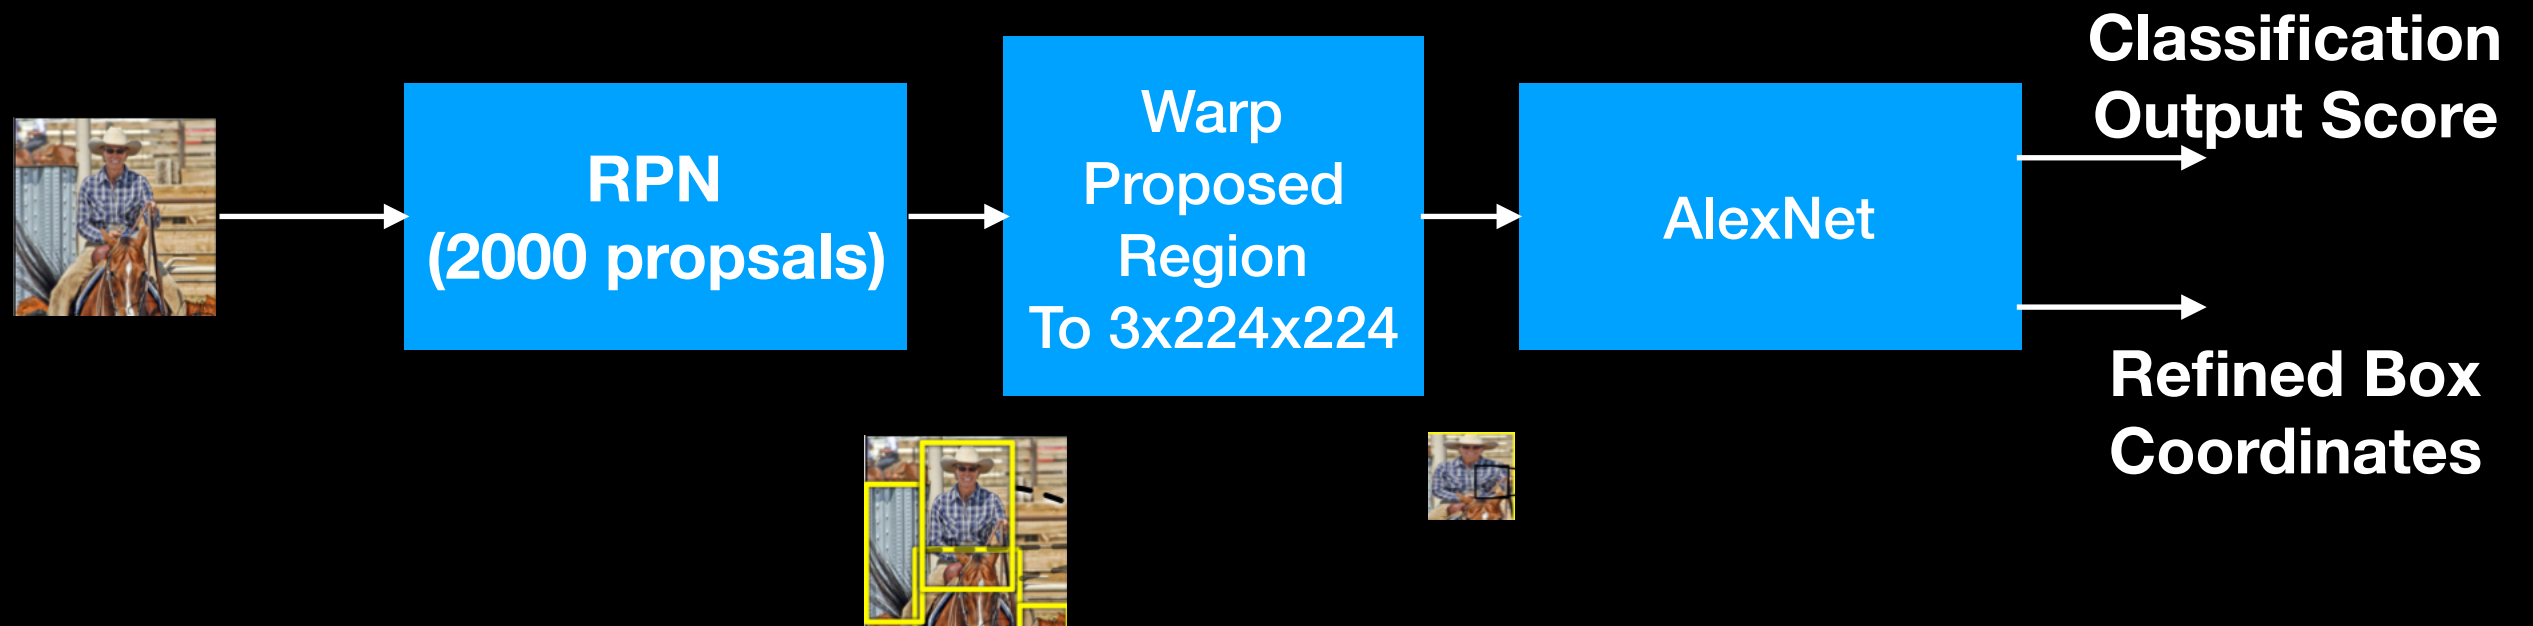 RPN
(2000 propsals)
Warp
Proposed
Region
To 3x224x224
AlexNet
Classification
Output Score
Refined Box
Coordinates